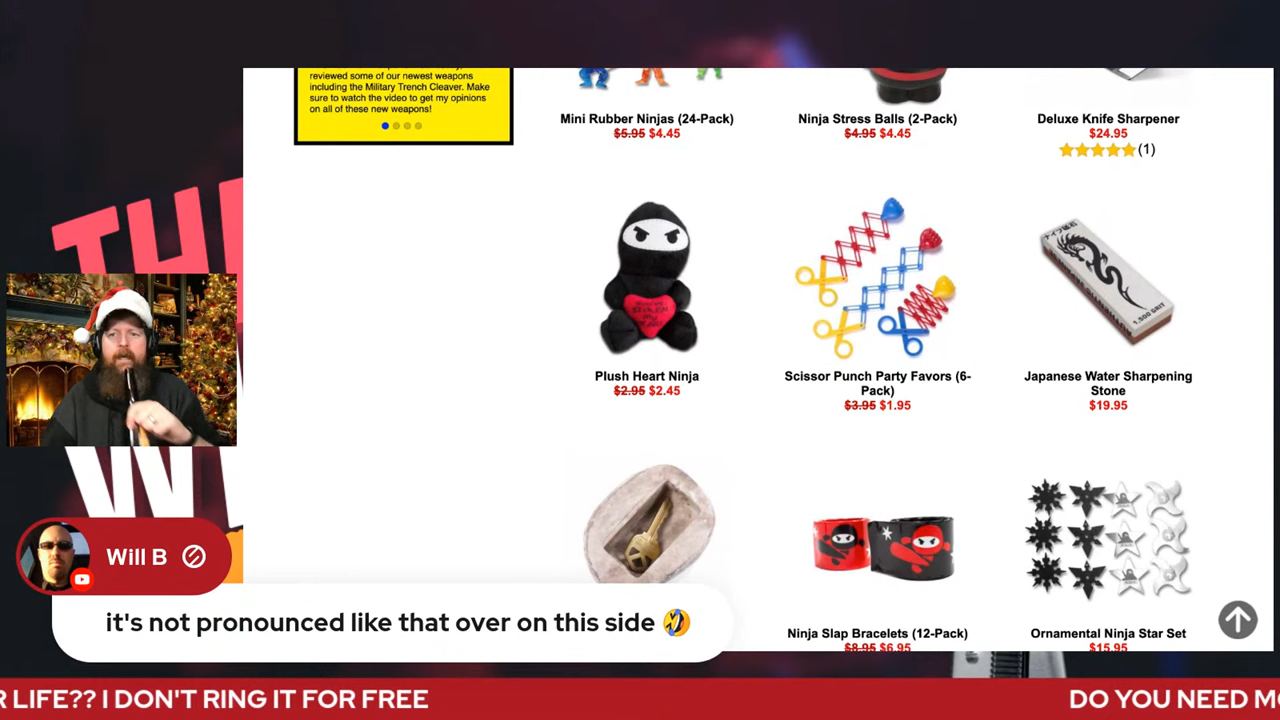 reviewed some of our newest weapons
including the Military Trench Cleaver. Make
sure to watch the video to get my opinions
on all of these new weapons!
Mini Rubber Ninjas (24-Pack)
$5.95 $4.45
Ninja Stress Balls (2-Pack)
$4.95 $4.45
Deluxe Knife Sharpener
$24.95
(1)
Plush Heart Ninja
$2.95 $2.45
Scissor Punch Party Favors (6-
Pack)
$3.95 $1.95
1,500 GRIT
Japanese Water Sharpening
Stone
$19.95
Ninja Slap Bracelets (12-Pack)
$8.95 $6.95
Ornamental Ninja Star Set
$15.95
TH
W
Will B
it's not pronounced like that over on this side 🤣
R LIFE?? I DON'T RING IT FOR FREE
DO YOU NEED M